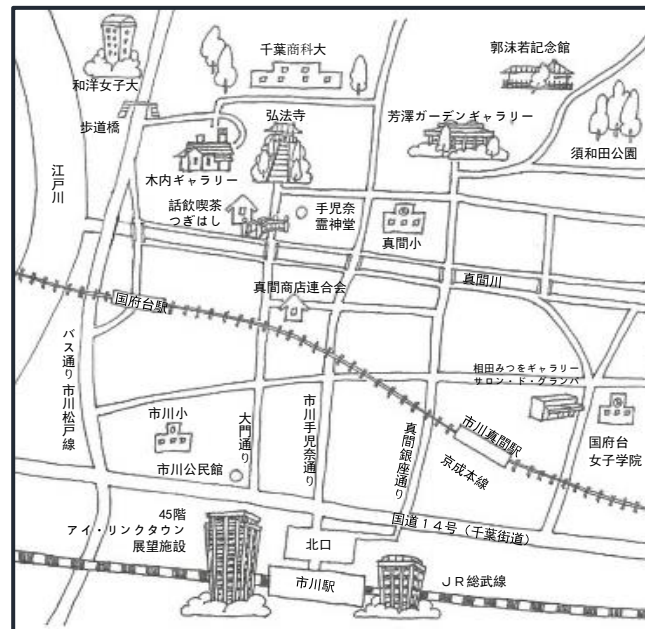 和洋女子大
千葉商科大
郭沫若記念館
歩道橋
弘法寺
芳澤ガーデンギャラリー
須和田公園
江戸川
木内ギャラリー
話飲喫茶
つぎはし
手児奈
霊神堂
真間小
真間川
国府台駅
真間商店連合会
バス通り市川松戸線
相田みつをギャラリー
サロン・ド・グランパ
市川小
大門通り
市川手児奈通り
真間銀座通り
市川真間駅
京成本線
国府台
女子学院
市川公民館
国道14号(千葉街道)
45階
アイ・リンクタウン
展望施設
北口
市川駅
JR総武線